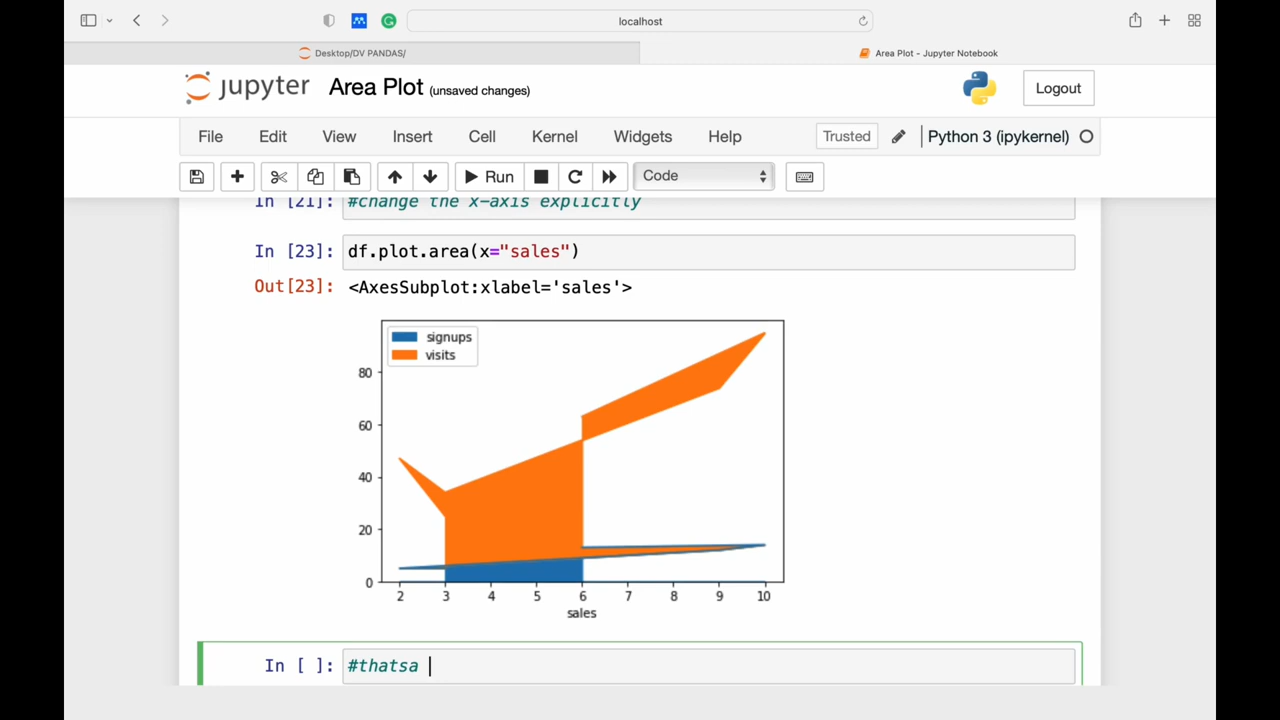 localhost
Desktop/DV PANDAS/
Area Plot - Jupyter Notebook
jupyter Area Plot (unsaved changes)
Logout
File Edit View Insert Cell Kernel Widgets Help Trusted Python 3 (ipykernel)
Run Code
In [21]: #change the x-axis explicitly
In [23]: df.plot.area(x="sales")
Out[23]: <AxesSubplot:xlabel='sales'>
signups
visits
80
60
40
20
0
2 3 4 5 6 7 8 9 10
sales
In [ ]: #thatsa